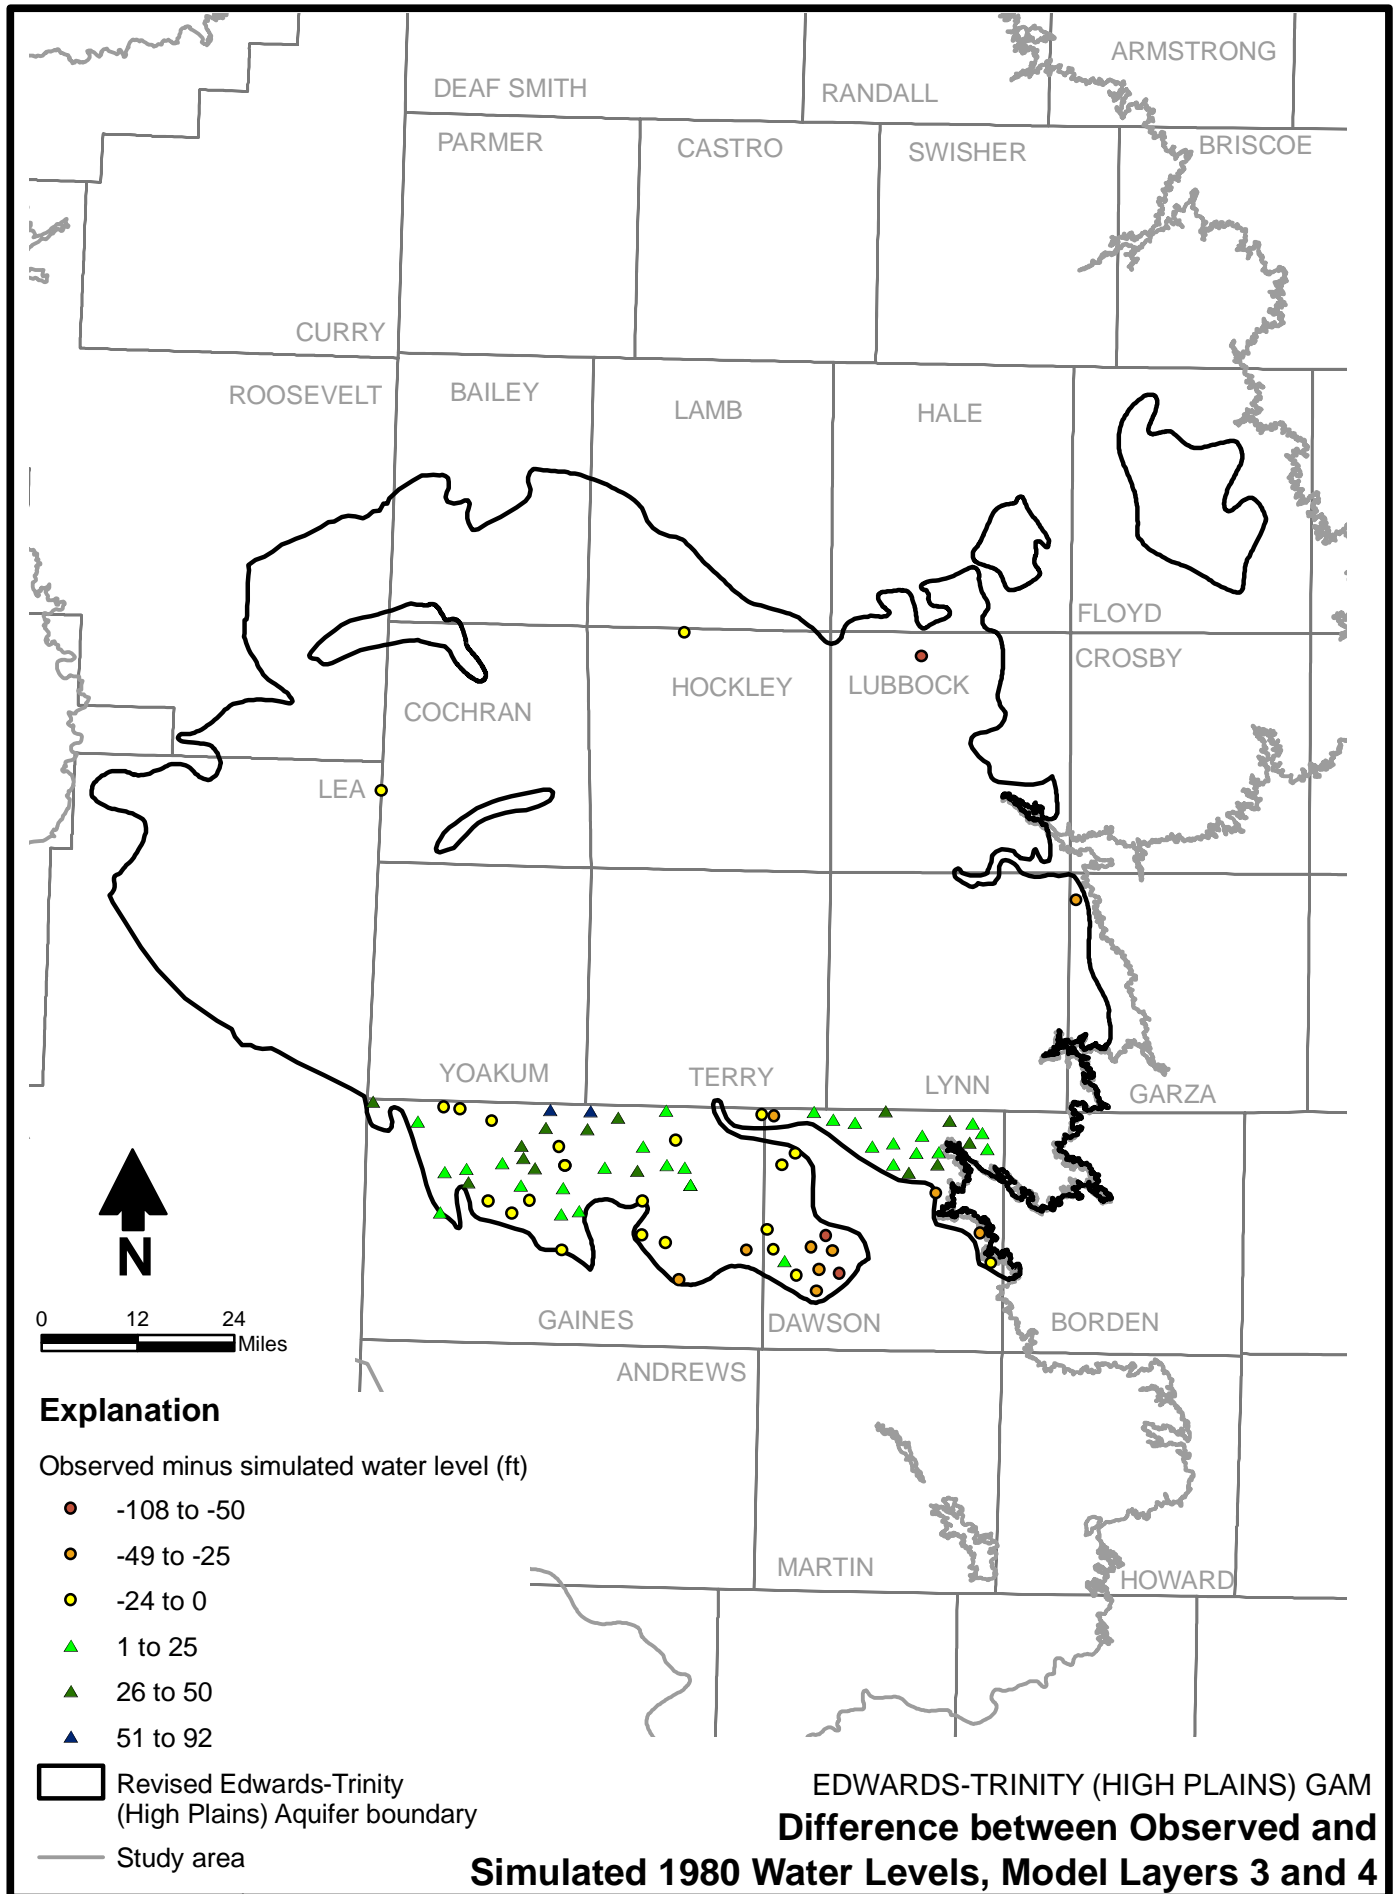 ARMSTRONG
DEAF SMITH
RANDALL
PARMER
CASTRO
SWISHER
BRISCOE
CURRY
ROOSEVELT
BAILEY
LAMB
HALE
FLOYD
CROSBY
HOCKLEY
LUBBOCK
COCHRAN
LEA
YOAKUM
TERRY
LYNN
GARZA
N
0 12 24
Miles
GAINES
DAWSON
BORDEN
ANDREWS
MARTIN
HOWARD
Explanation
Observed minus simulated water level (ft)
-108 to -50
-49 to -25
-24 to 0
1 to 25
26 to 50
51 to 92
Revised Edwards-Trinity
(High Plains) Aquifer boundary
Study area
EDWARDS-TRINITY (HIGH PLAINS) GAM
Difference between Observed and
Simulated 1980 Water Levels, Model Layers 3 and 4